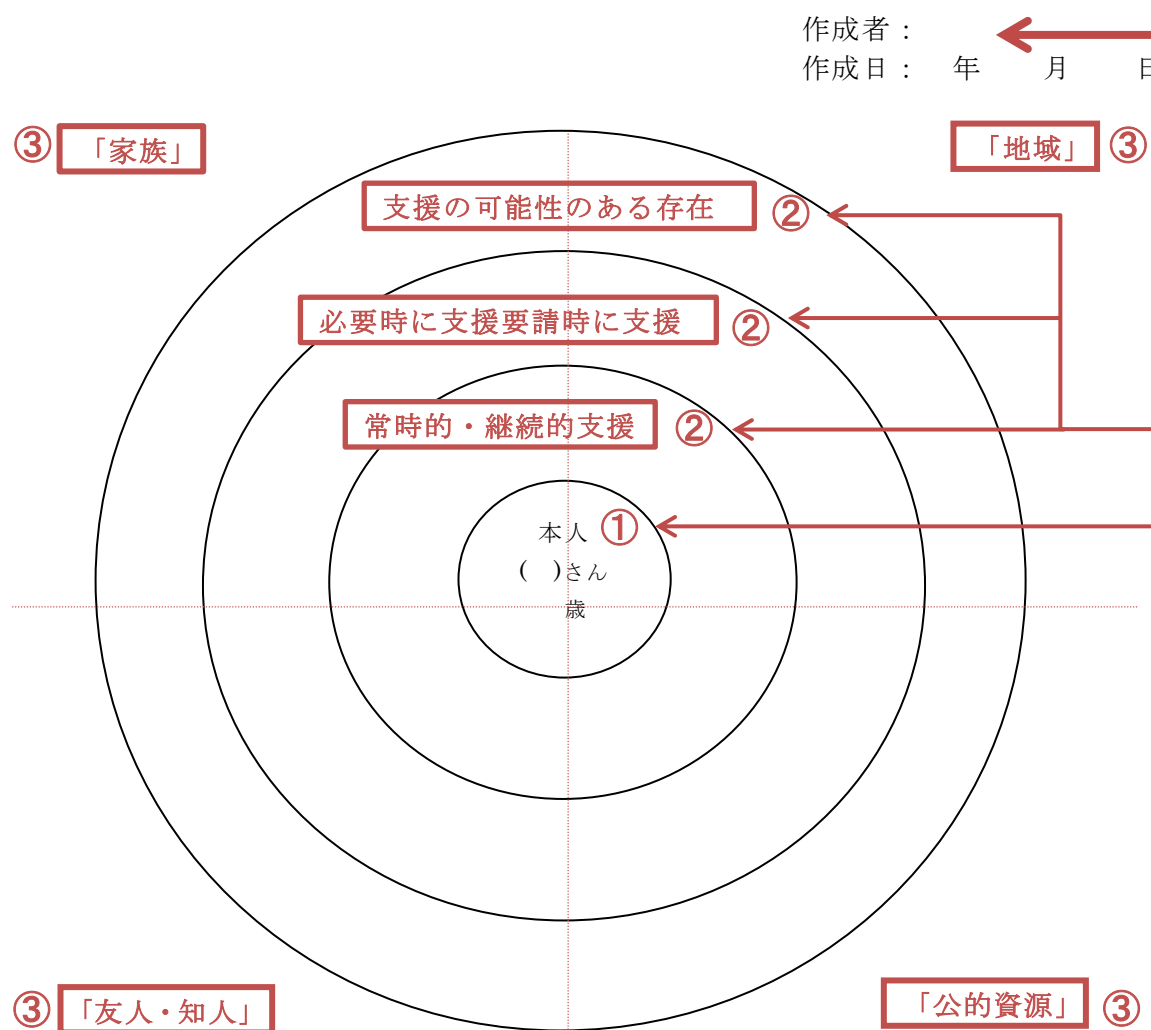 作成者：
作成日： 年 月 日
③ 「家族」
「地域」 ③
支援の可能性のある存在 ②
必要時に支援要請時に支援 ②
常時的・継続的支援 ②
本人 ①
( )さん
歳
③ 「友人・知人」
「公的資源」 ③